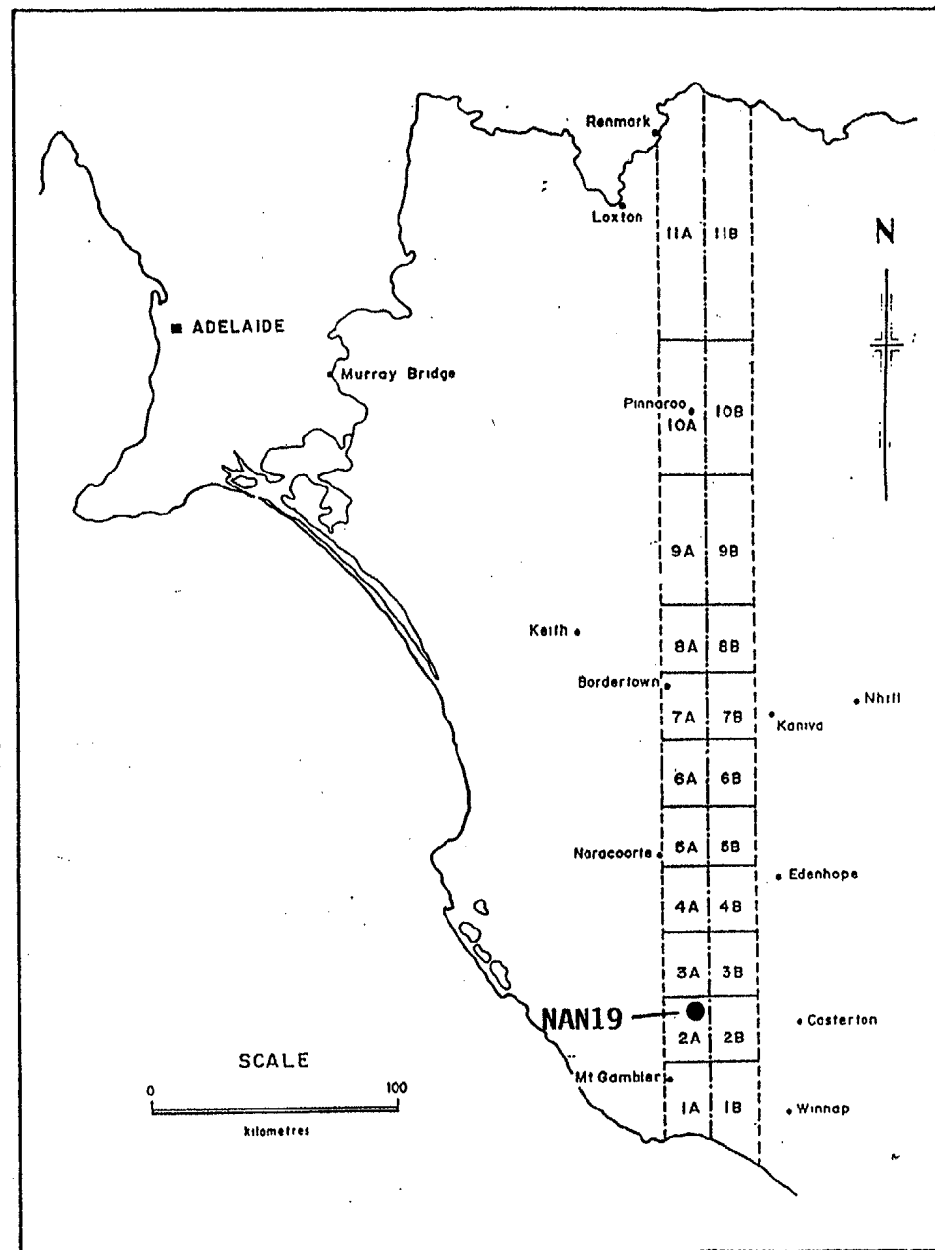 Renmark
Loxton
11A 11B
N
ADELAIDE
Murray Bridge
Pinnaroo
10A 10B
9A 9B
Keith
8A 8B
Bordertown
7A 7B
Nhill
Kaniva
6A 6B
Naracoorte
5A 5B
Edenhope
4A 4B
3A 3B
NAN19
Casterton
2A 2B
SCALE
Mt Gambier
0 100
1A 1B
Winnap
kilometres